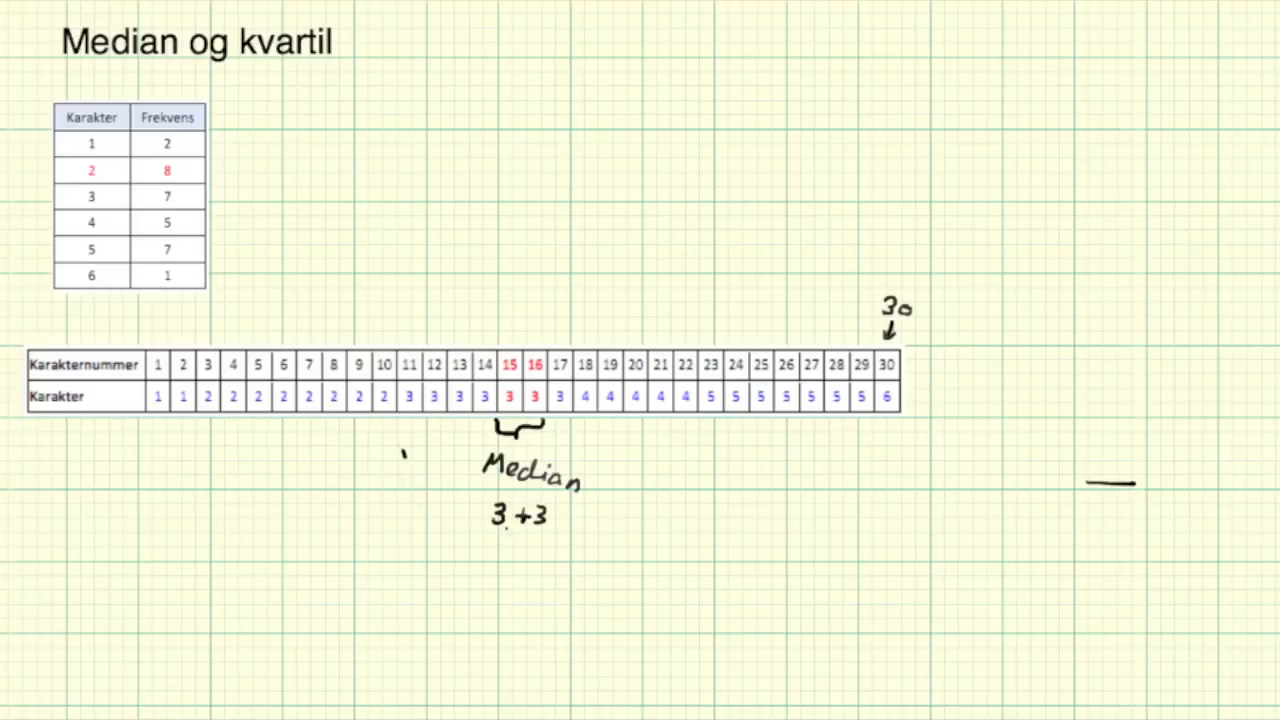 Median og kvartil
Karakter Frekvens
1 2
2 8
3 7
4 5
5 7
6 1
30
Karakternummer 1 2 3 4 5 6 7 8 9 10 11 12 13 14 15 16 17 18 19 20 21 22 23 24 25 26 27 28 29 30
Karakter 1 1 2 2 2 2 2 2 2 2 3 3 3 3 3 3 3 4 4 4 4 4 5 5 5 5 5 5 5 6
Median
3+3